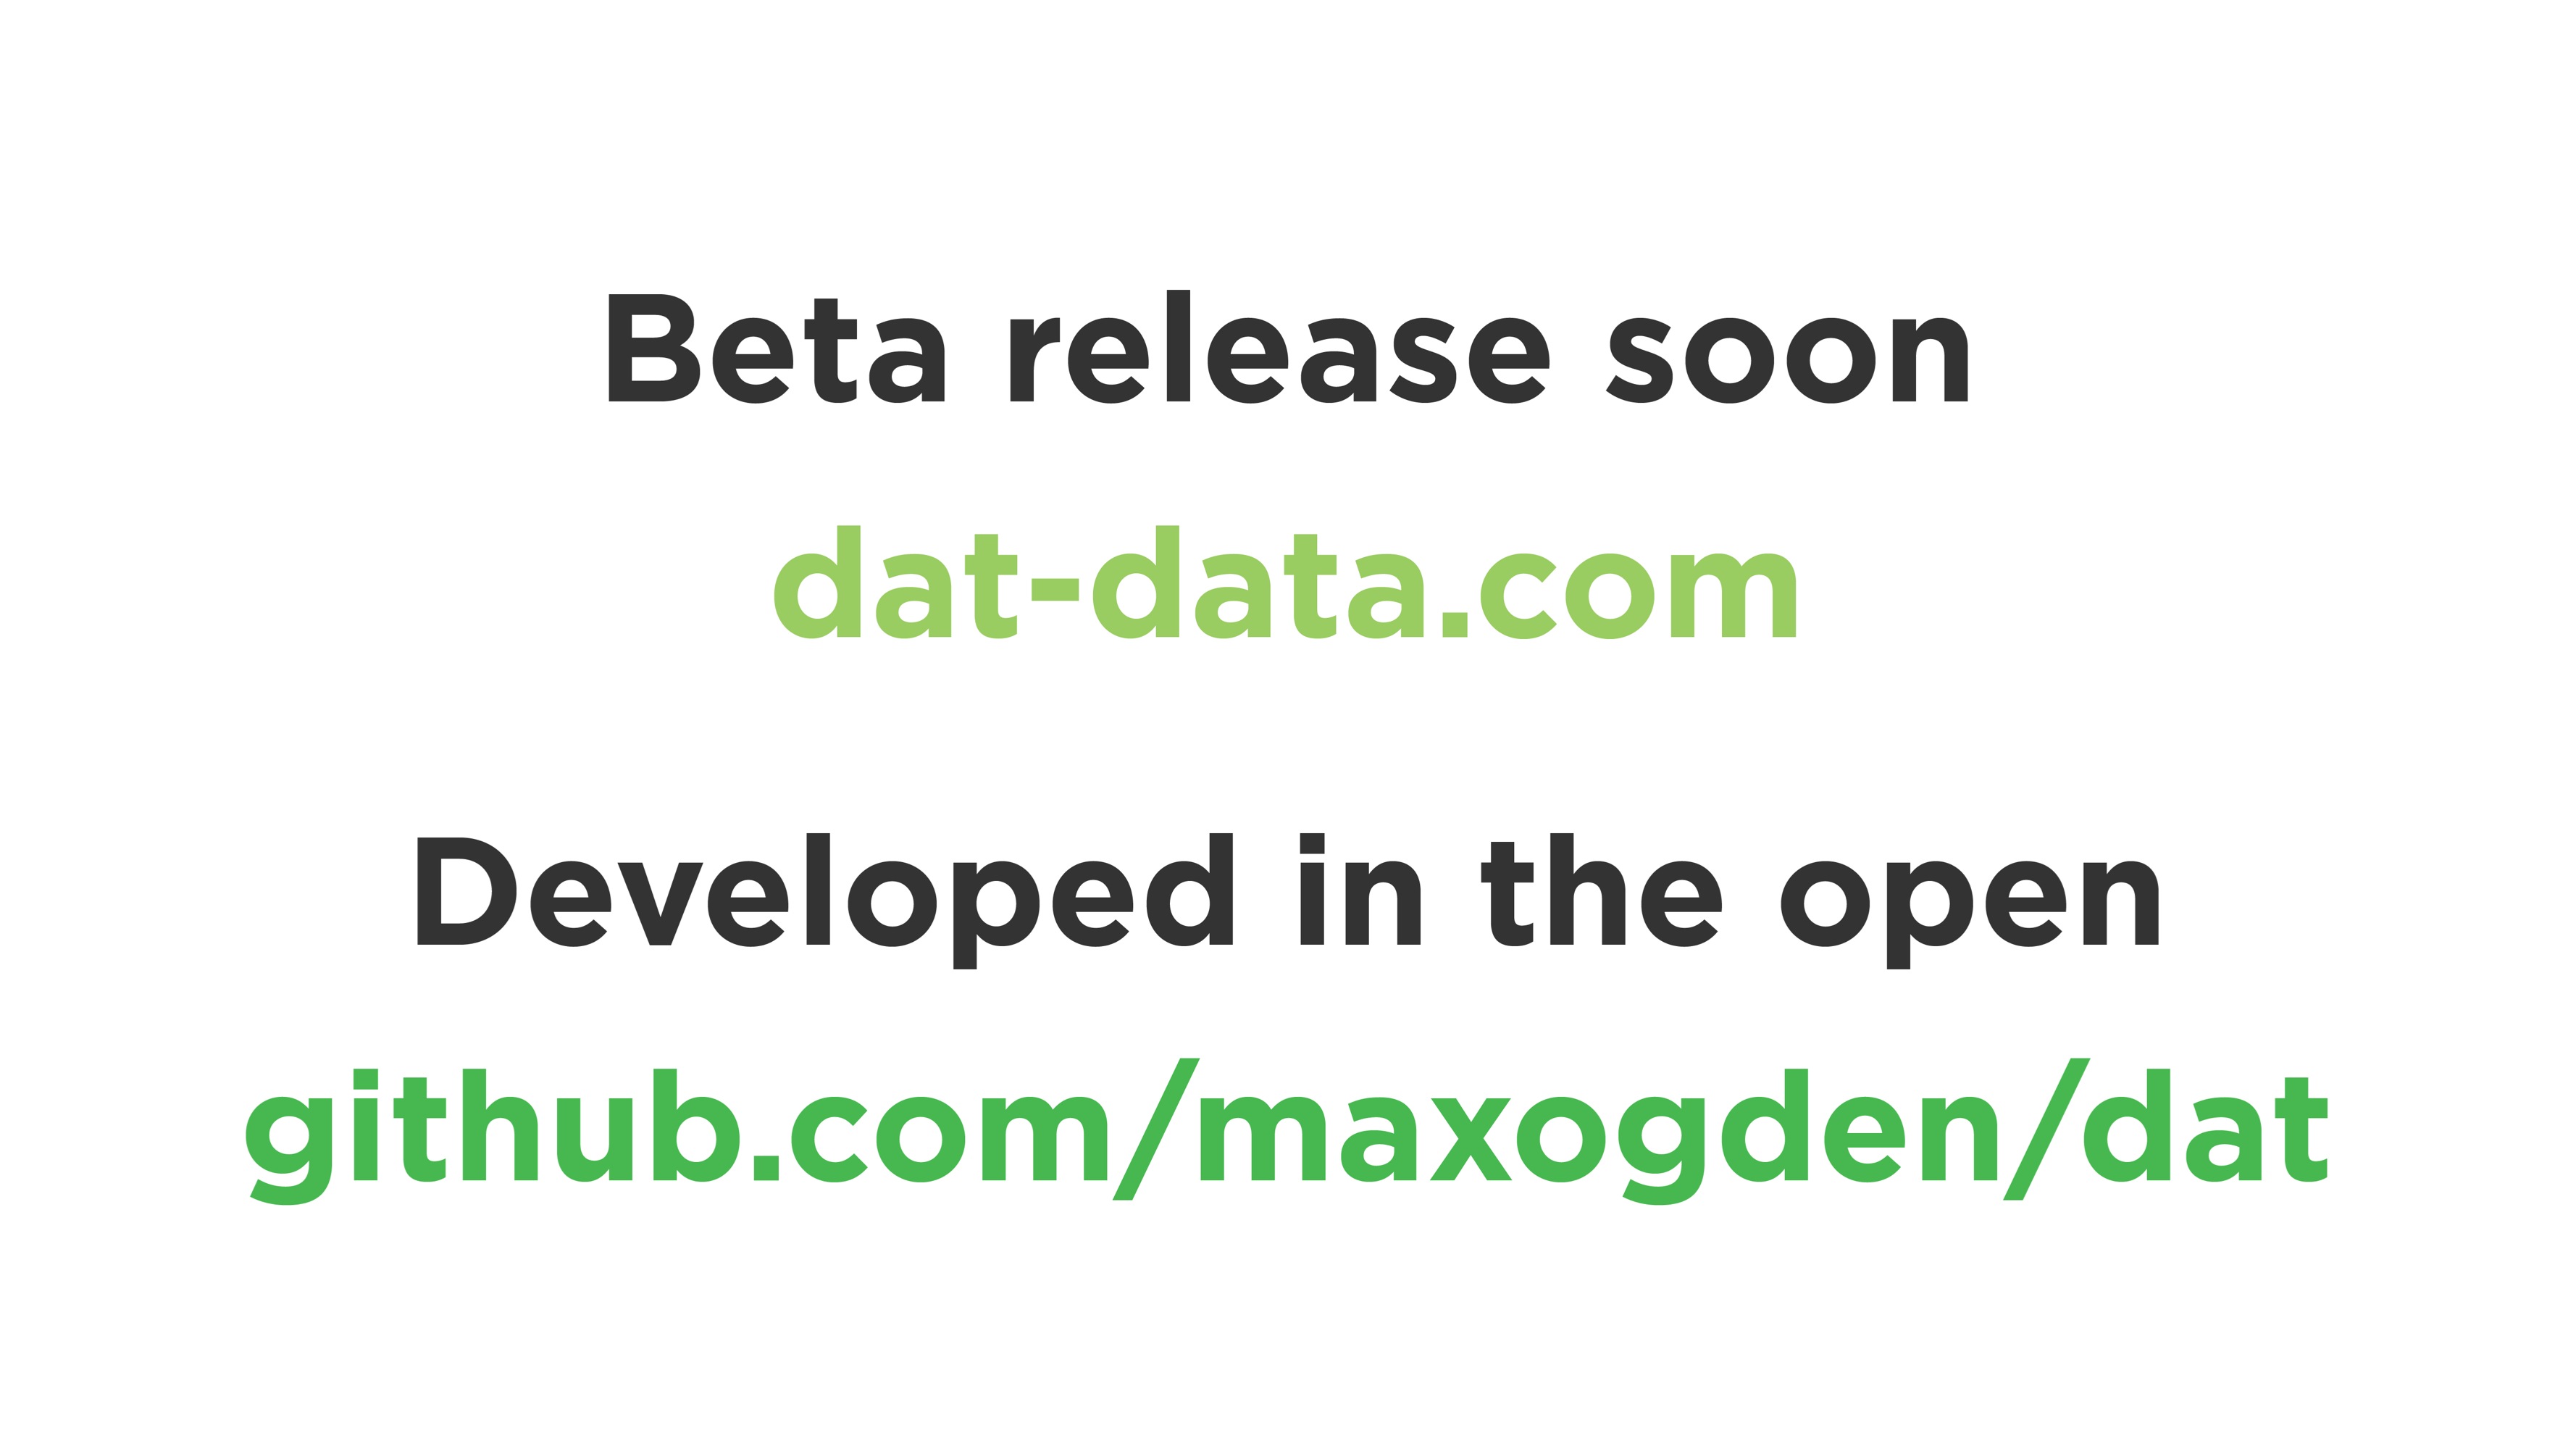 Beta release soon
dat-data.com
Developed in the open
github.com/maxogden/dat